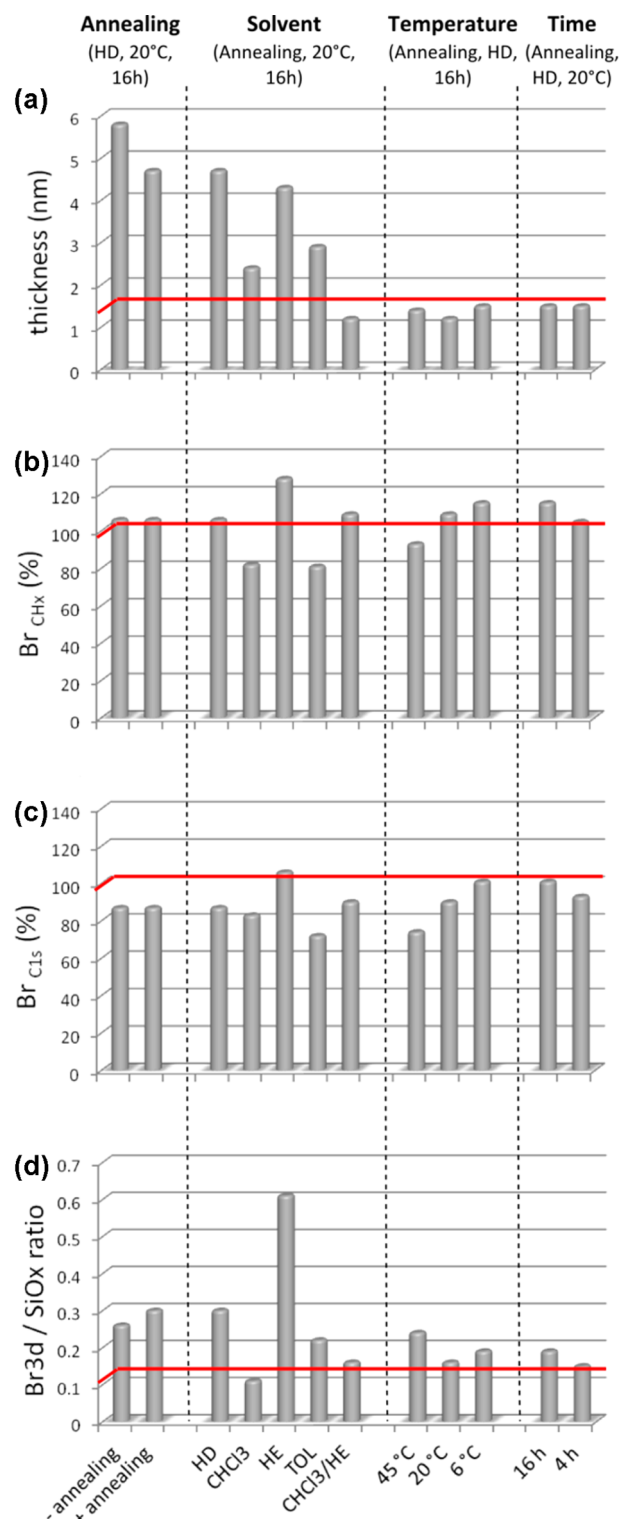 Annealing Solvent Temperature Time
(HD, 20°C, (Annealing, 20°C, (Annealing, HD, (Annealing,
16h) 16h) 16h) HD, 20°C)
(a)
thickness (nm)
6
5
4
3
2
1
0
(b)
Br CHx (%)
140
120
100
80
60
40
20
0
(c)
Br C1s (%)
140
120
100
80
60
40
20
0
(d)
Br3d / SiOx ratio
0.7
0.6
0.5
0.4
0.3
0.2
0.1
0
- annealing
+ annealing
HD
CHCl3
HE
TOL
CHCl3/HE
45 °C
20 °C
6 °C
16 h
4 h